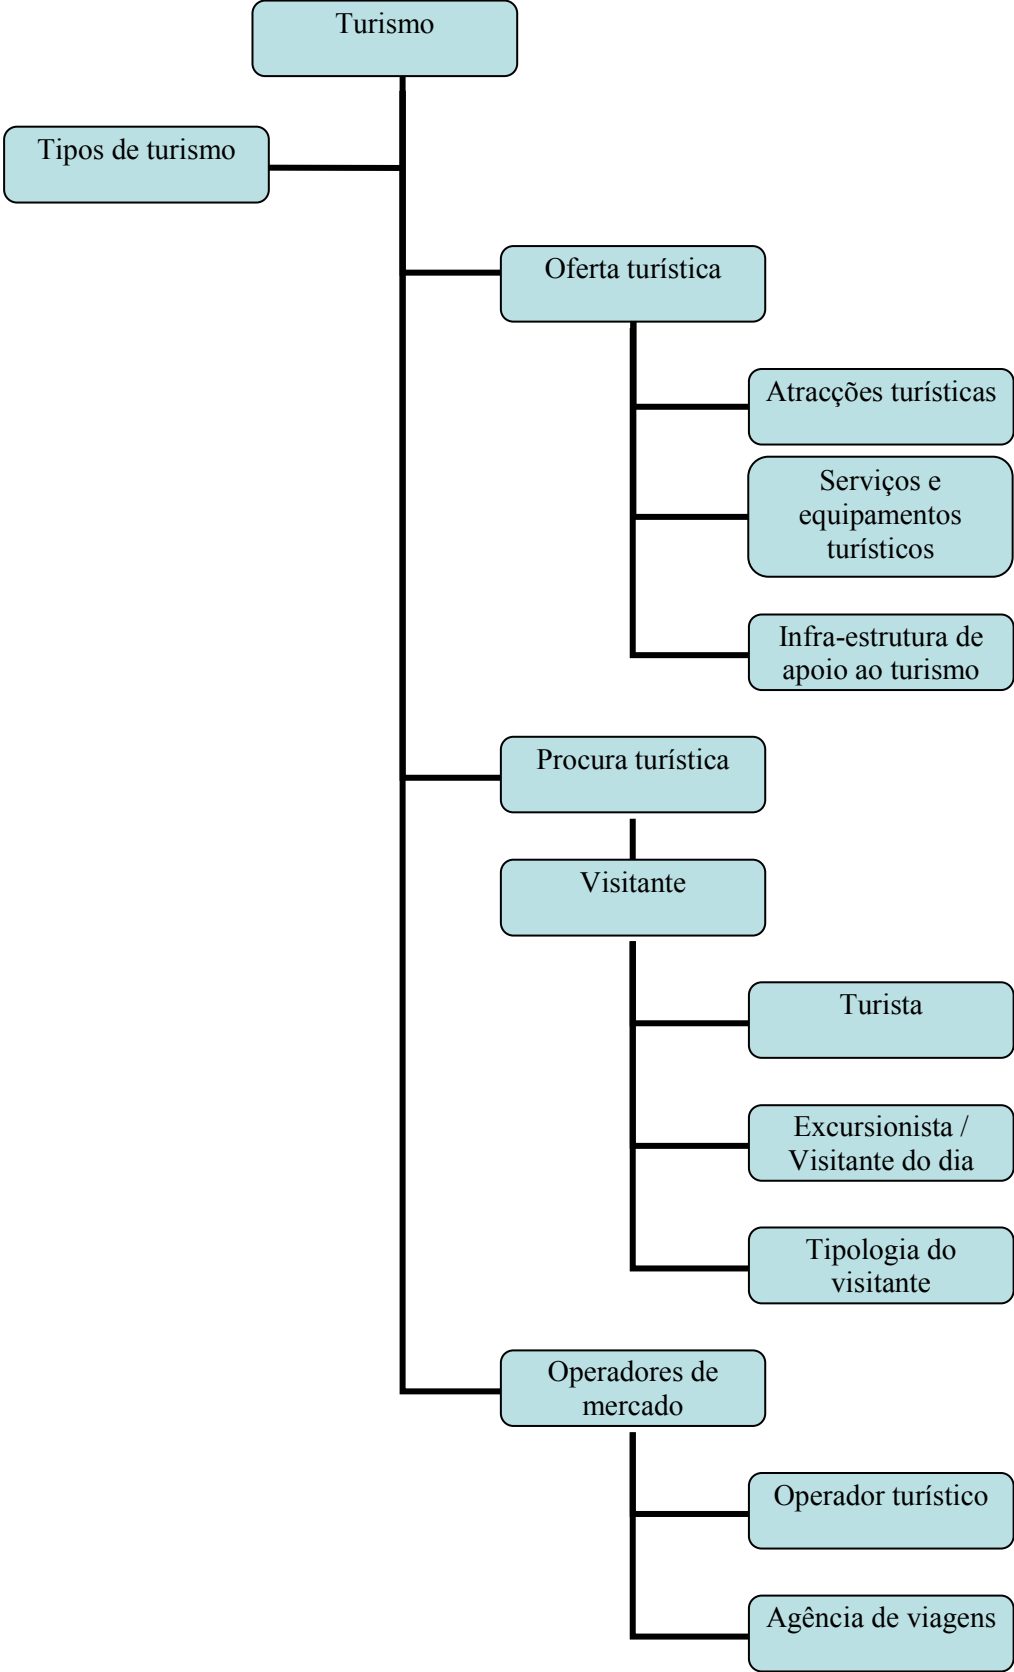 Turismo
Tipos de turismo
Oferta turística
Atracções turísticas
Serviços e
equipamentos
turísticos
Infra-estrutura de
apoio ao turismo
Procura turística
Visitante
Turista
Excursionista /
Visitante do dia
Tipologia do
visitante
Operadores de
mercado
Operador turístico
Agência de viagens